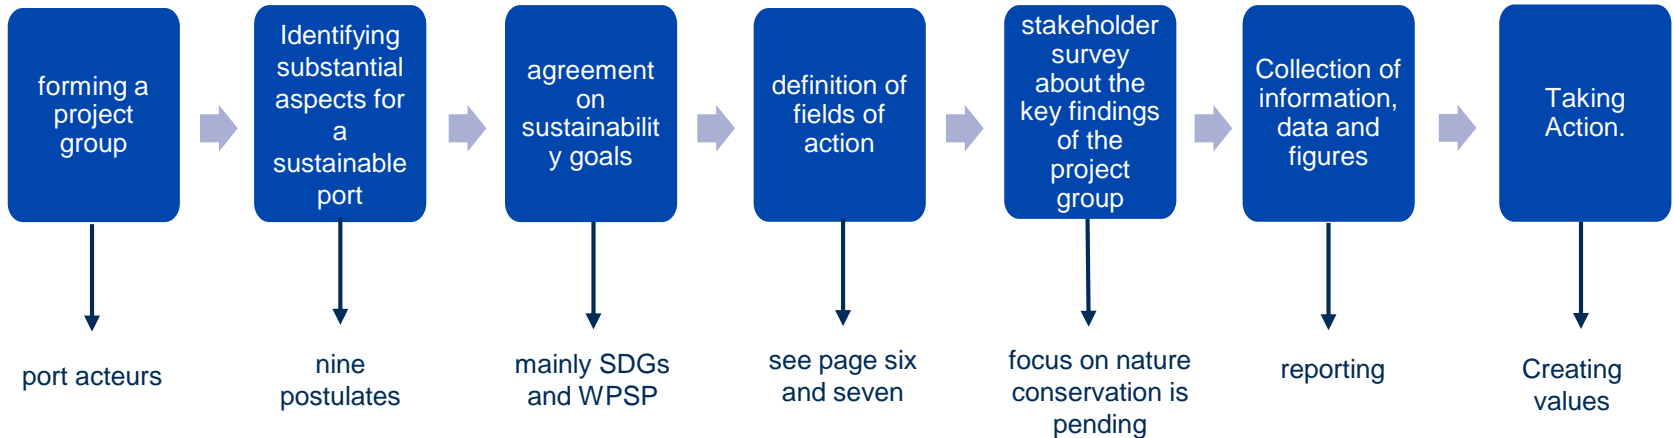 forming a
project
group
Identifying
substantial
aspects for
a
sustainable
port
agreement
on
sustainabilit
y goals
definition of
fields of
action
stakeholder
survey
about the
key findings
of the
project
group
Collection of
information,
data and
figures
Taking
Action.
port acteurs
nine
postulates
mainly SDGs
and WPSP
see page six
and seven
focus on nature
conservation is
pending
reporting
Creating
values